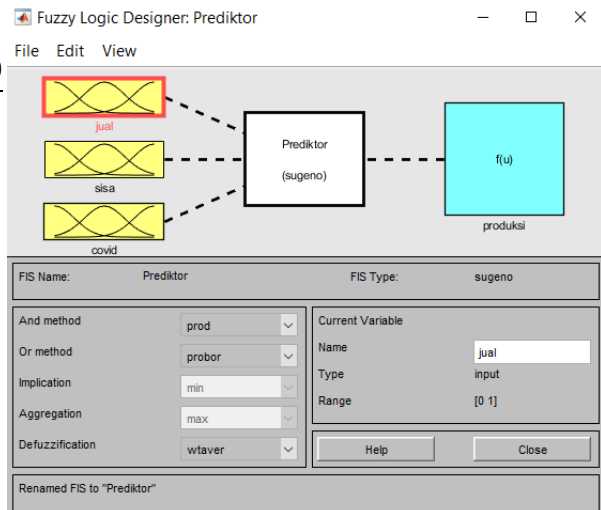 Fuzzy Logic Designer: Prediktor
File Edit View
jual
sisa
covid
Prediktor
(sugeno)
f(u)
produksi
FIS Name: Prediktor FIS Type: sugeno
And method prod
Or method probor
Implication min
Aggregation max
Defuzzification wtaver
Current Variable
Name jual
Type input
Range [0 1]
Help Close
Renamed FIS to "Prediktor"